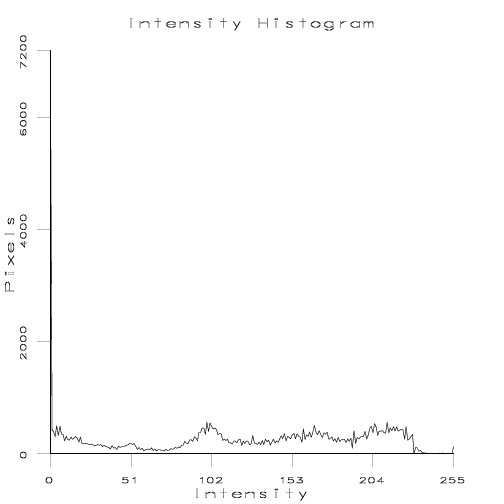 Intensity Histogram
7200
6000
4000
2000
0
Pixels
0 51 102 153 204 255
Intensity